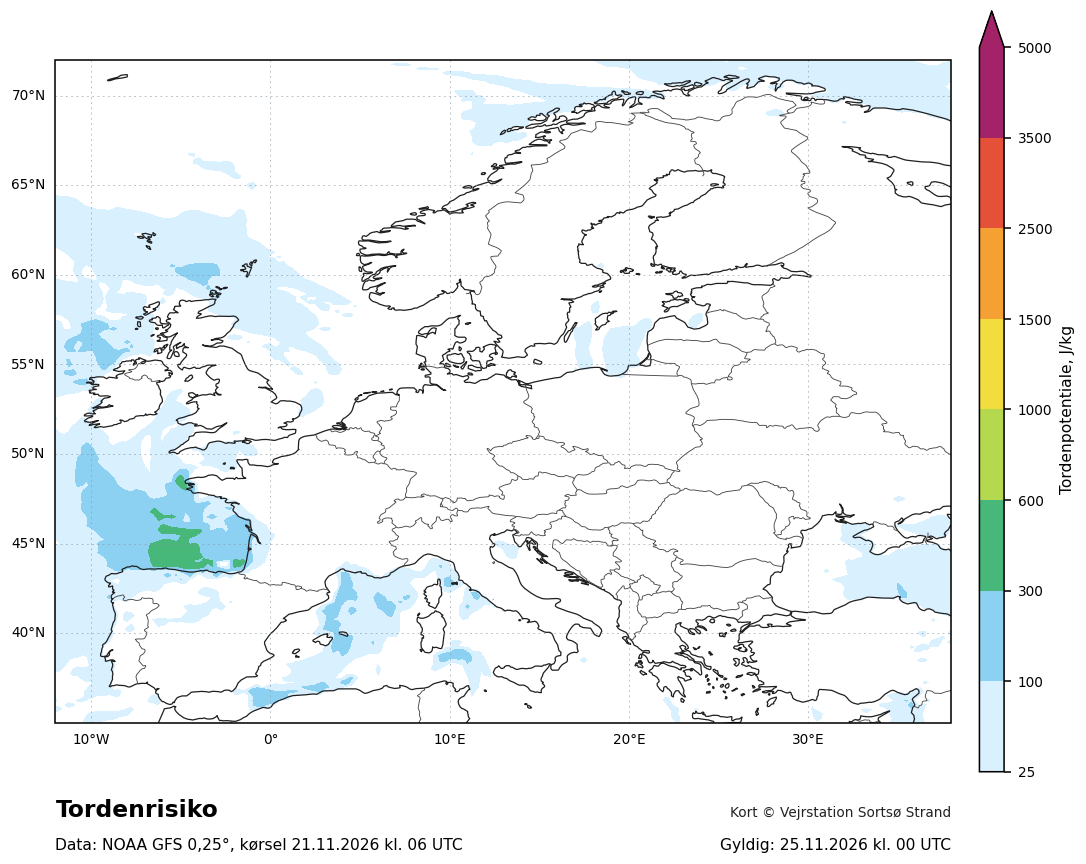 5000
3500
2500
1500
1000
600
300
100
25
Tordenpotentiale, J/kg
70°N
65°N
60°N
55°N
50°N
45°N
40°N
10°W
0°
10°E
20°E
30°E
Tordenrisiko
Kort © Vejrstation Sortsø Strand
Data: NOAA GFS 0,25°, kørsel 21.11.2026 kl. 06 UTC
Gyldig: 25.11.2026 kl. 00 UTC